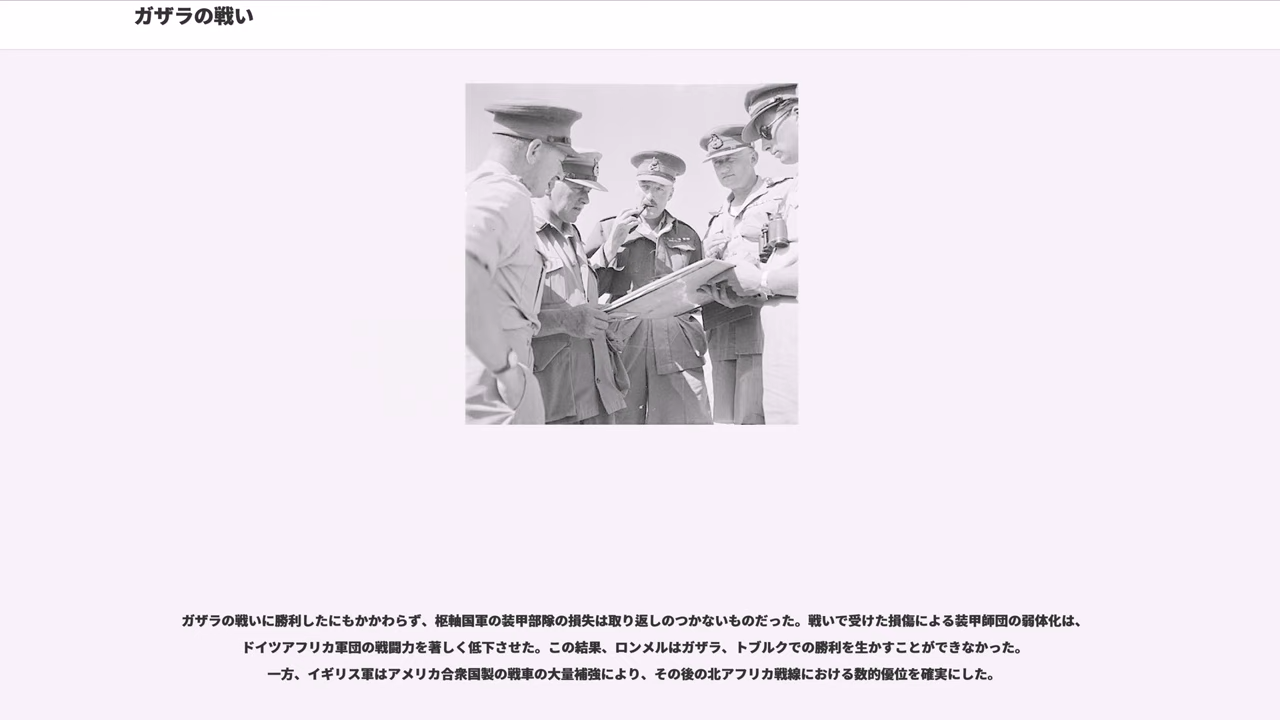 ガザラの戦い
ガザラの戦いに勝利したにもかかわらず、枢軸国軍の装甲部隊の損失は取り返しのつかないものだった。戦いで受けた損傷による装甲師団の弱体化は、
ドイツアフリカ軍団の戦闘力を著しく低下させた。この結果、ロンメルはガザラ、トブルクでの勝利を生かすことができなかった。
一方、イギリス軍はアメリカ合衆国製の戦車の大量補強により、その後の北アフリカ戦線における数的優位を確実にした。